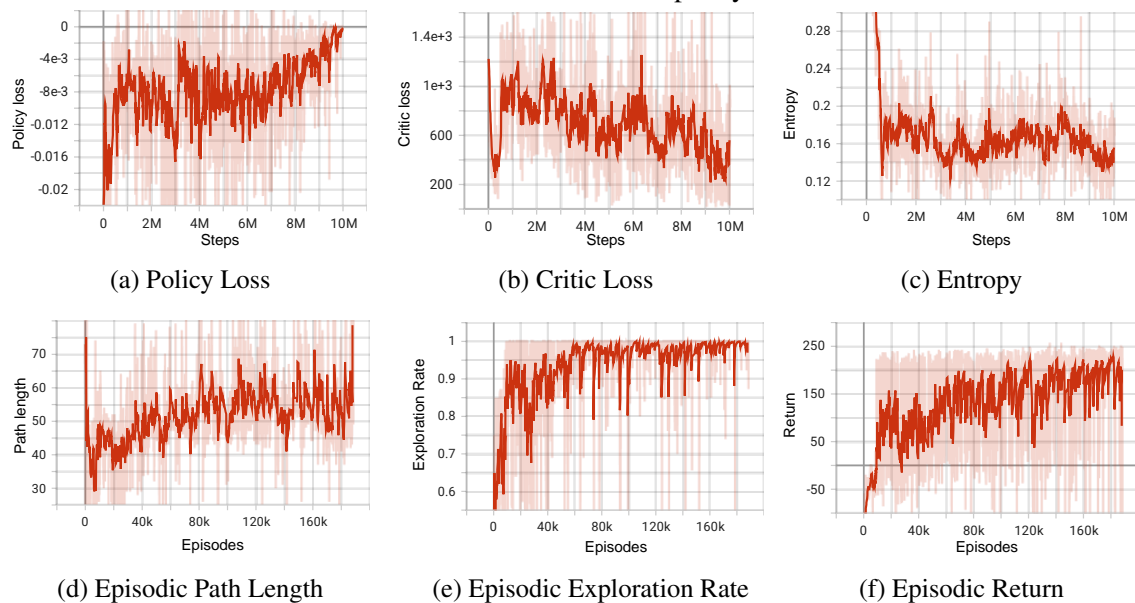 0
-4e-3
-8e-3
-0.012
-0.016
-0.02
Policy loss
0 2M 4M 6M 8M 10M
Steps
(a) Policy Loss
1.4e+3
1e+3
600
200
Critic loss
0 2M 4M 6M 8M 10M
Steps
(b) Critic Loss
0.28
0.24
0.2
0.16
0.12
Entropy
0 2M 4M 6M 8M 10M
Steps
(c) Entropy
70
60
50
40
30
Path length
0 40k 80k 120k 160k
Episodes
(d) Episodic Path Length
1
0.9
0.8
0.7
0.6
Exploration Rate
0 40k 80k 120k 160k
Episodes
(e) Episodic Exploration Rate
250
150
50
-50
Return
0 40k 80k 120k 160k
Episodes
(f) Episodic Return